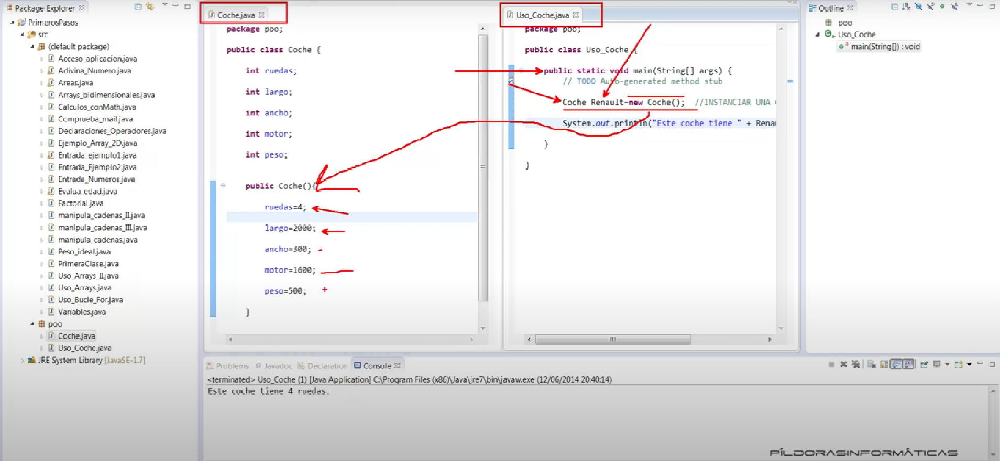 Package Explorer
PrimerosPasos
src
(default package)
Acceso_aplicacion.java
Adivina_Numero.java
Areas.java
Arrays_bidimensionales.java
Calculos_conMath.java
Comprueba_mail.java
Declaraciones_Operadores.java
Ejemplo_Array_2D.java
Entrada_ejemplo1.java
Entrada_Ejemplo2.java
Entrada_Numeros.java
Evalua_edad.java
Factorial.java
manipula_cadenas_II.java
manipula_cadenas_III.java
manipula_cadenas.java
Peso_ideal.java
PrimeraClase.java
Uso_Arrays_II.java
Uso_Arrays.java
Uso_Bucle_For.java
Variables.java
poo
Coche.java
Uso_Coche.java
JRE System Library [JavaSE-1.7]
Coche.java
package poo;
public class Coche {
int ruedas;
int largo;
int ancho;
int motor;
int peso;
public Coche(){
ruedas=4;
largo=2000;
ancho=300;
motor=1600;
peso=500;
}
Uso_Coche.java
package poo;
public class Uso_Coche {
public static void main(String[] args) {
// TODO Auto-generated method stub
Coche Renault=new Coche(); //INSTANCIAR UNA
System.out.println("Este coche tiene " + Renau
}
}
Outline
poo
Uso_Coche
main(String[]) : void
Problems @ Javadoc Declaration Console
<terminated> Uso_Coche (1) [Java Application] C:\Program Files (x86)\Java\jre7\bin\javaw.exe (12/06/2014 20:40:14)
Este coche tiene 4 ruedas.
PÍLDORASINFORMÁTICAS